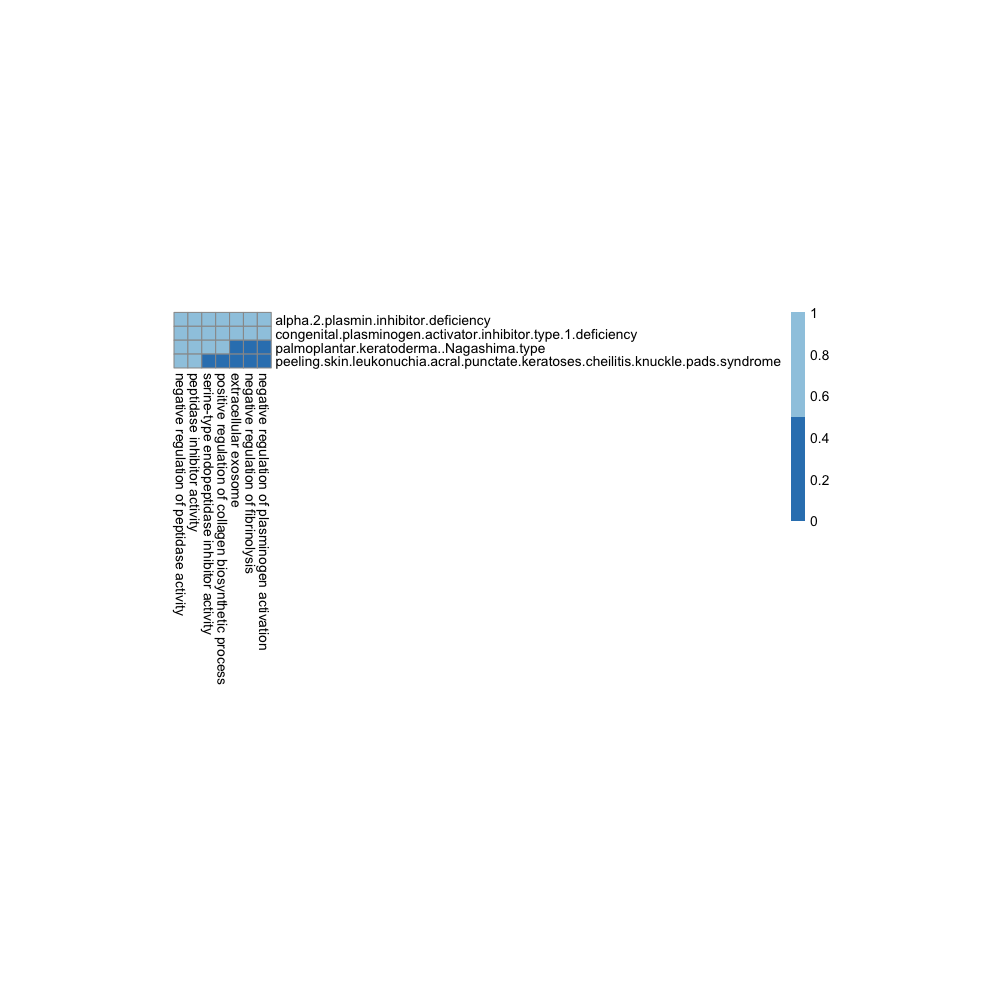 alpha.2.plasmin.inhibitor.deficiency
congenital.plasminogen.activator.inhibitor.type.1.deficiency
palmoplantar.keratoderma..Nagashima.type
peeling.skin.leukonuchia.acral.punctate.keratoses.cheilitis.knuckle.pads.syndrome
negative regulation of peptidase activity
peptidase inhibitor activity
serine-type endopeptidase inhibitor activity
positive regulation of collagen biosynthetic process
extracellular exosome
negative regulation of fibrinolysis
negative regulation of plasminogen activation
1
0.8
0.6
0.4
0.2
0